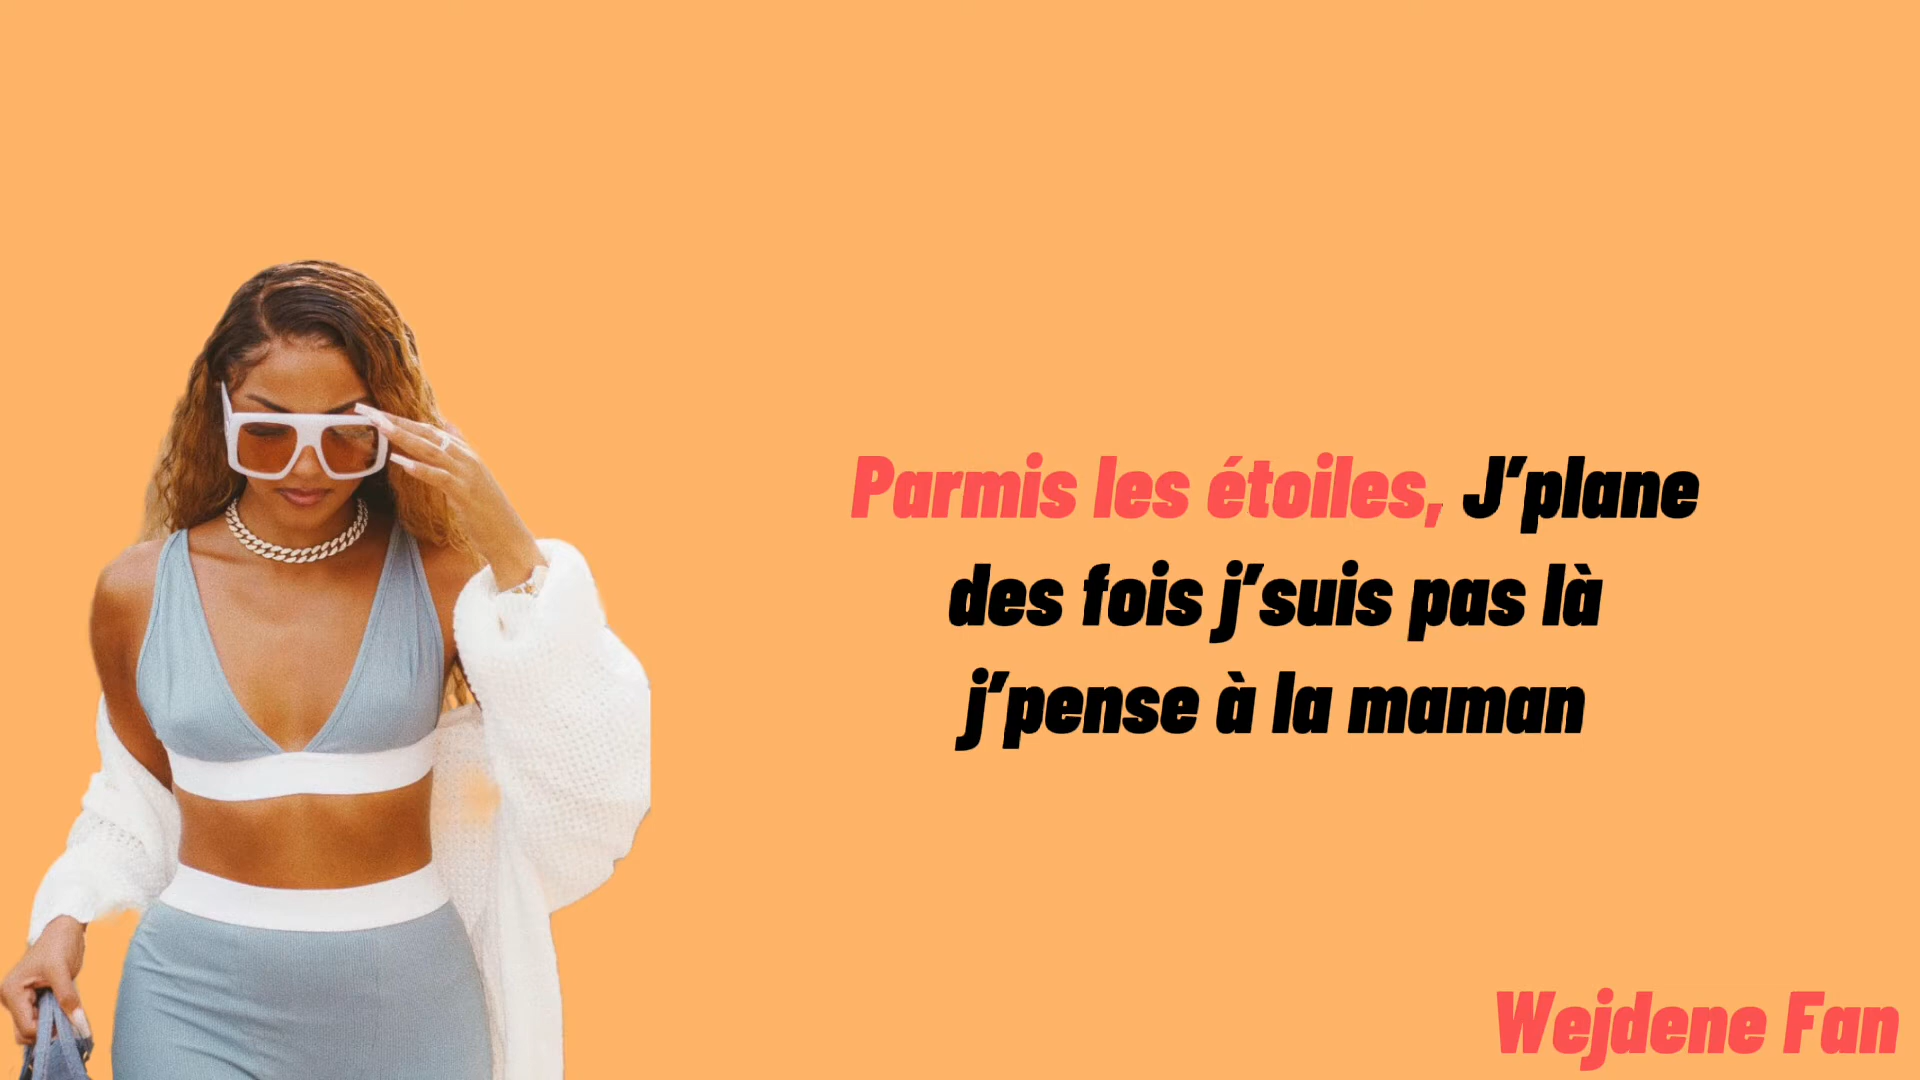 Parmis les étoiles, J’plane
des fois j’suis pas là
j’pense à la maman
Wejdene Fan